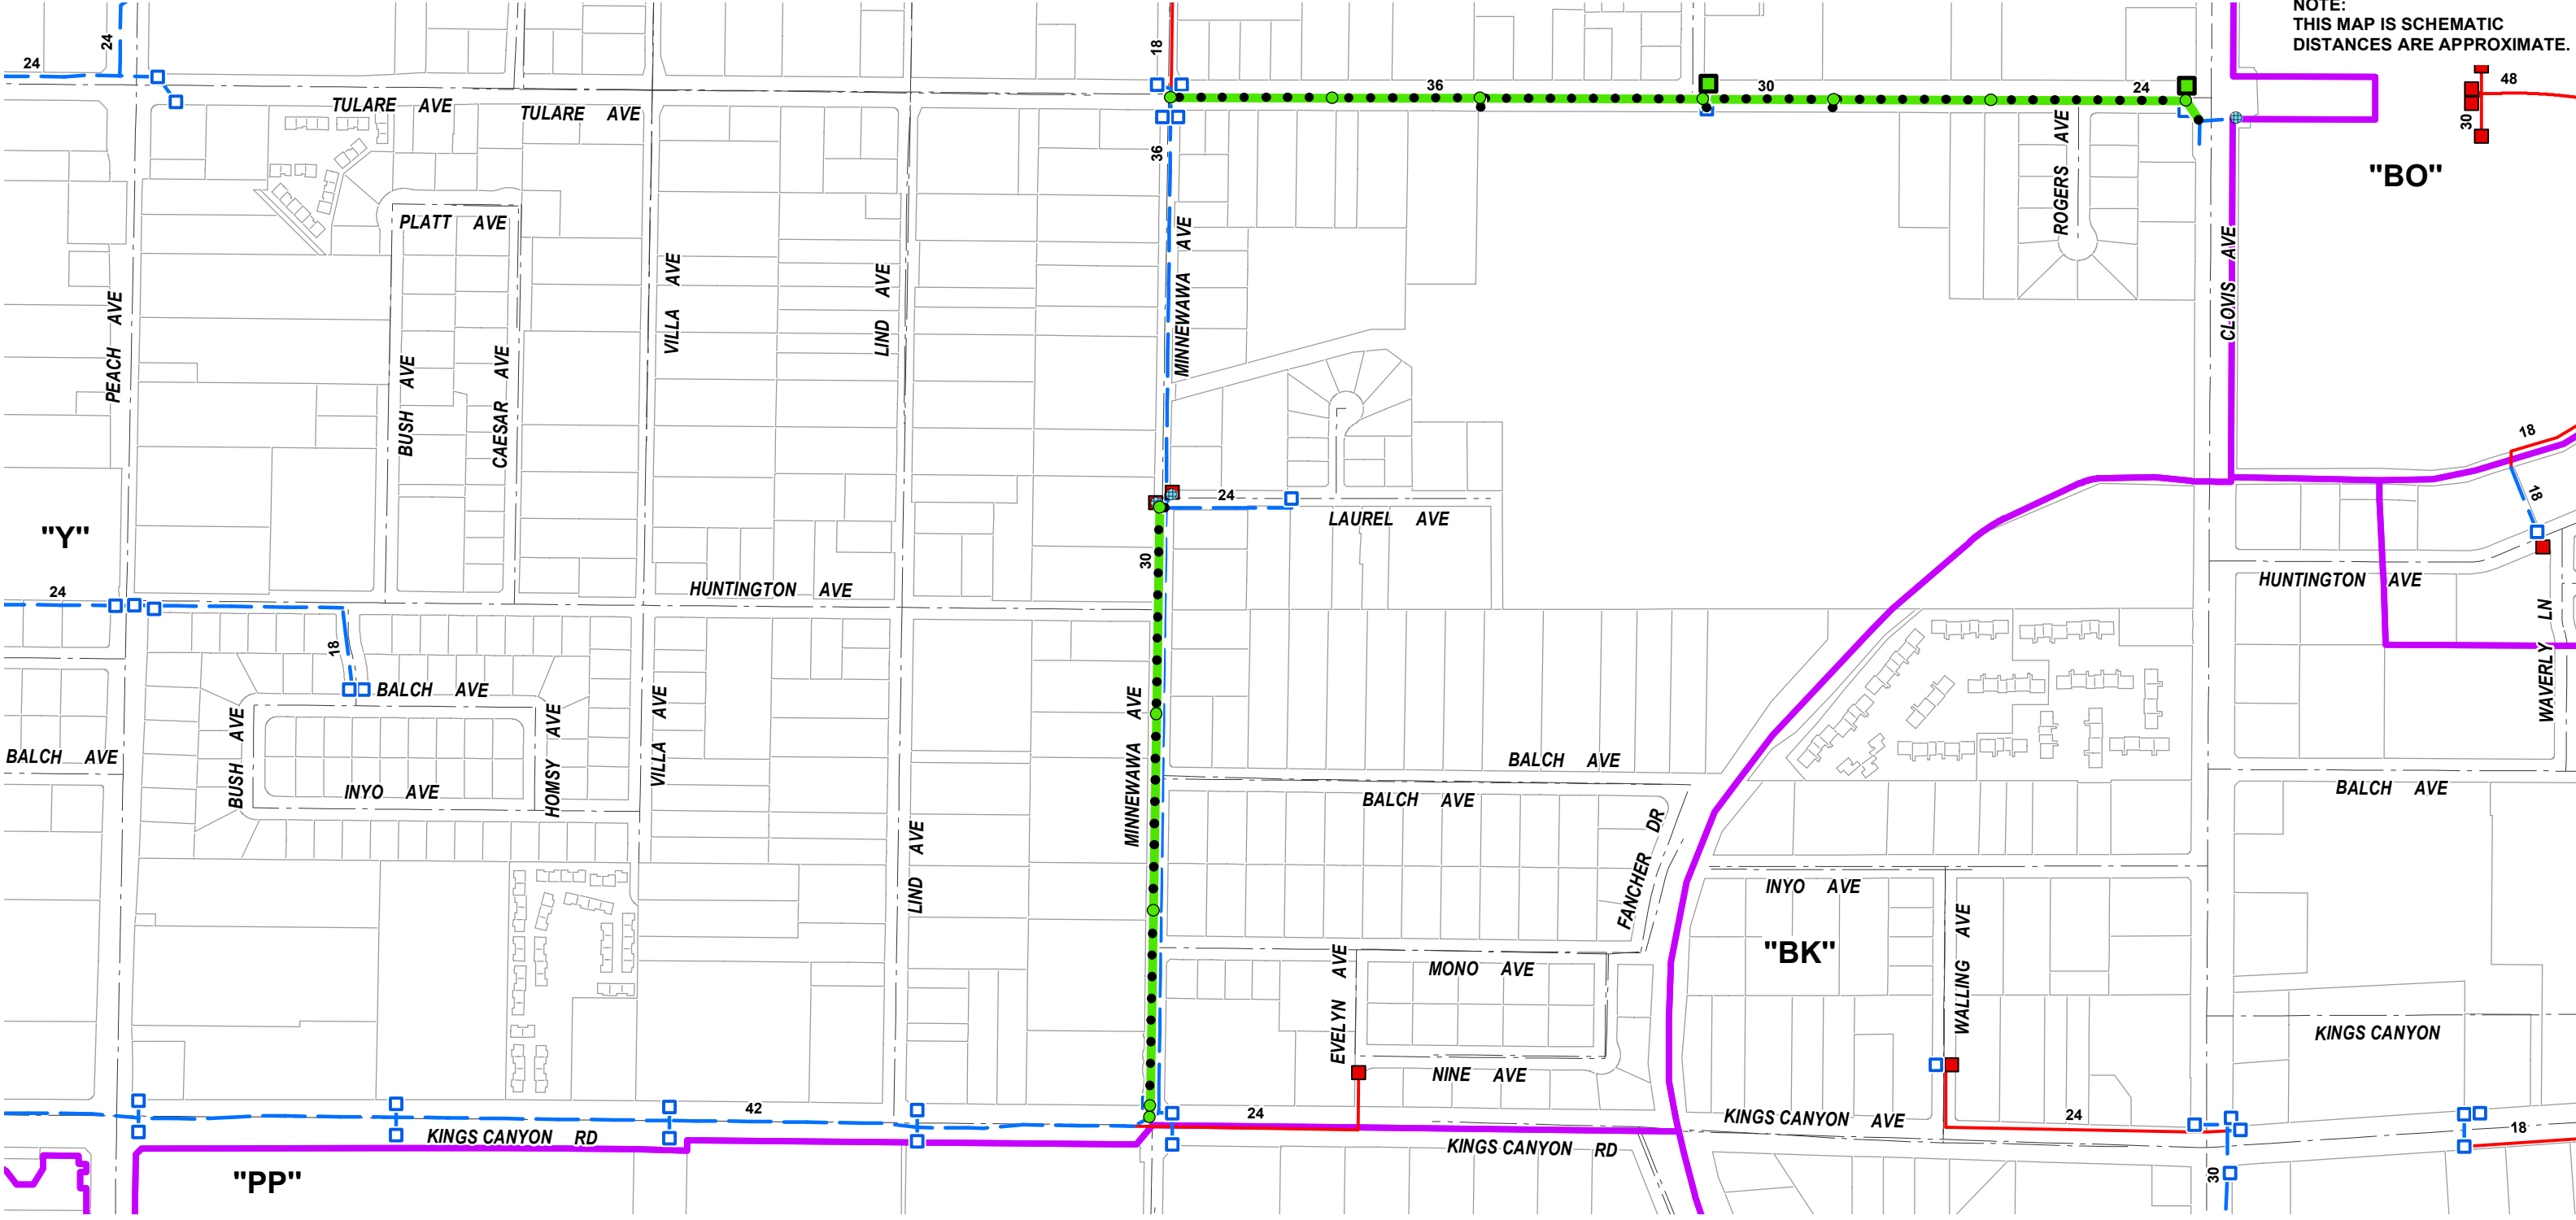 NOTE:
THIS MAP IS SCHEMATIC
DISTANCES ARE APPROXIMATE.
24
24
18
36
30
24
48
30
TULARE AVE
TULARE AVE
36
"BO"
ROGERS AVE
PLATT AVE
MINNEWAWA AVE
CLOVIS AVE
PEACH AVE
VILLA AVE
LIND AVE
BUSH AVE
CAESAR AVE
18
18
24
LAUREL AVE
"Y"
30
HUNTINGTON AVE
HUNTINGTON AVE
24
18
WAVERLY LN
BALCH AVE
BUSH AVE
HOMSY AVE
VILLA AVE
MINNEWAWA AVE
BALCH AVE
BALCH AVE
INYO AVE
BALCH AVE
BALCH AVE
LIND AVE
FANCHER DR
INYO AVE
"BK"
WALLING AVE
EVELYN AVE
MONO AVE
KINGS CANYON
NINE AVE
42
24
KINGS CANYON AVE
24
18
KINGS CANYON RD
KINGS CANYON RD
"PP"
30